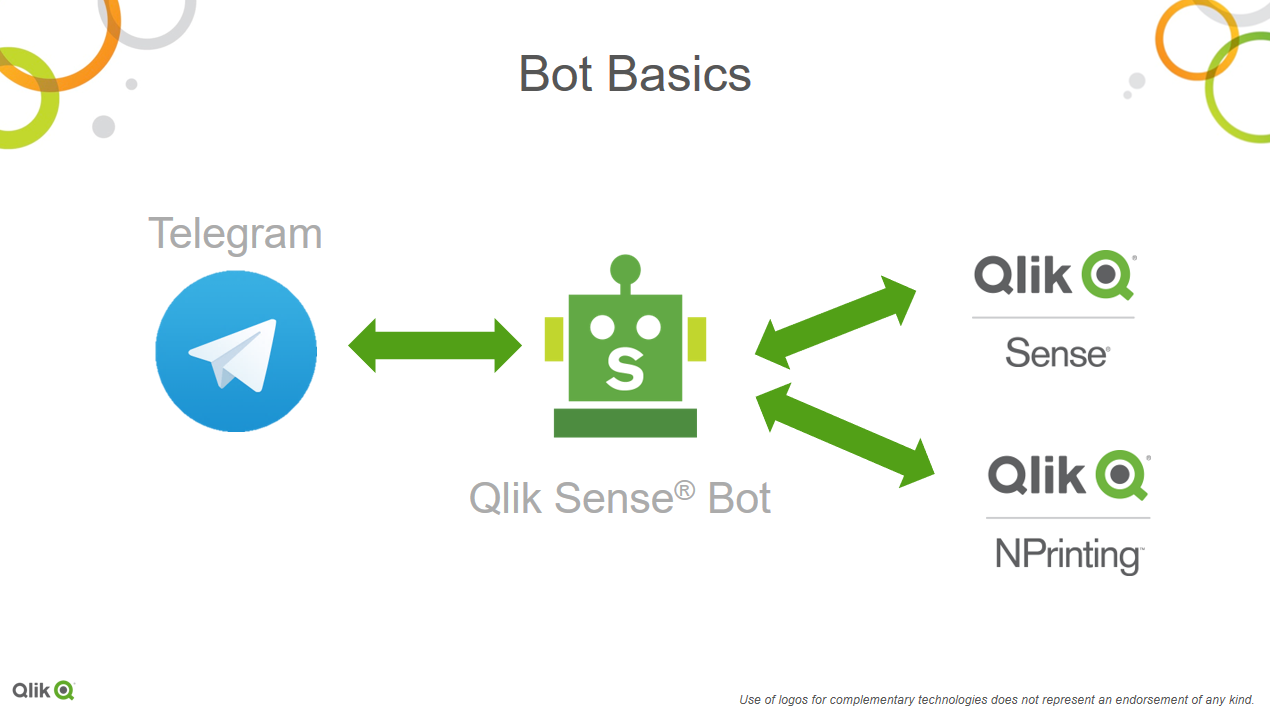 Bot Basics
Telegram
S
Qlik Sense® Bot
Qlik®
Sense®
Qlik®
NPrinting™
Qlik
Use of logos for complementary technologies does not represent an endorsement of any kind.